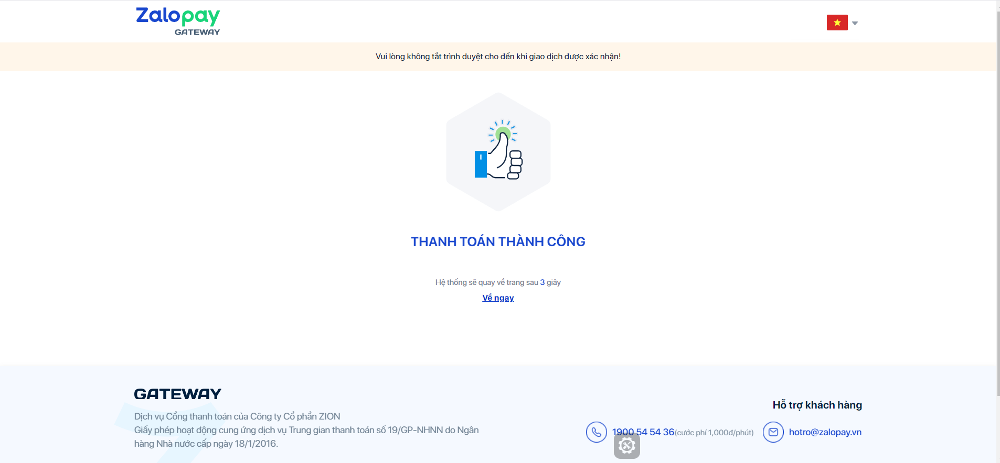 Zalopay
GATEWAY
Vui lòng không tắt trình duyệt cho đến khi giao dịch được xác nhận!
THANH TOÁN THÀNH CÔNG
Hệ thống sẽ quay về trang sau 3 giây
Về ngay
GATEWAY
Dịch vụ Cổng thanh toán của Công ty Cổ phần ZION
Giấy phép hoạt động cung ứng dịch vụ Trung gian thanh toán số 19/GP-NHNN do Ngân
hàng Nhà nước cấp ngày 18/1/2016.
Hỗ trợ khách hàng
1900 54 54 36(cước phí 1,000đ/phút)
hotro@zalopay.vn